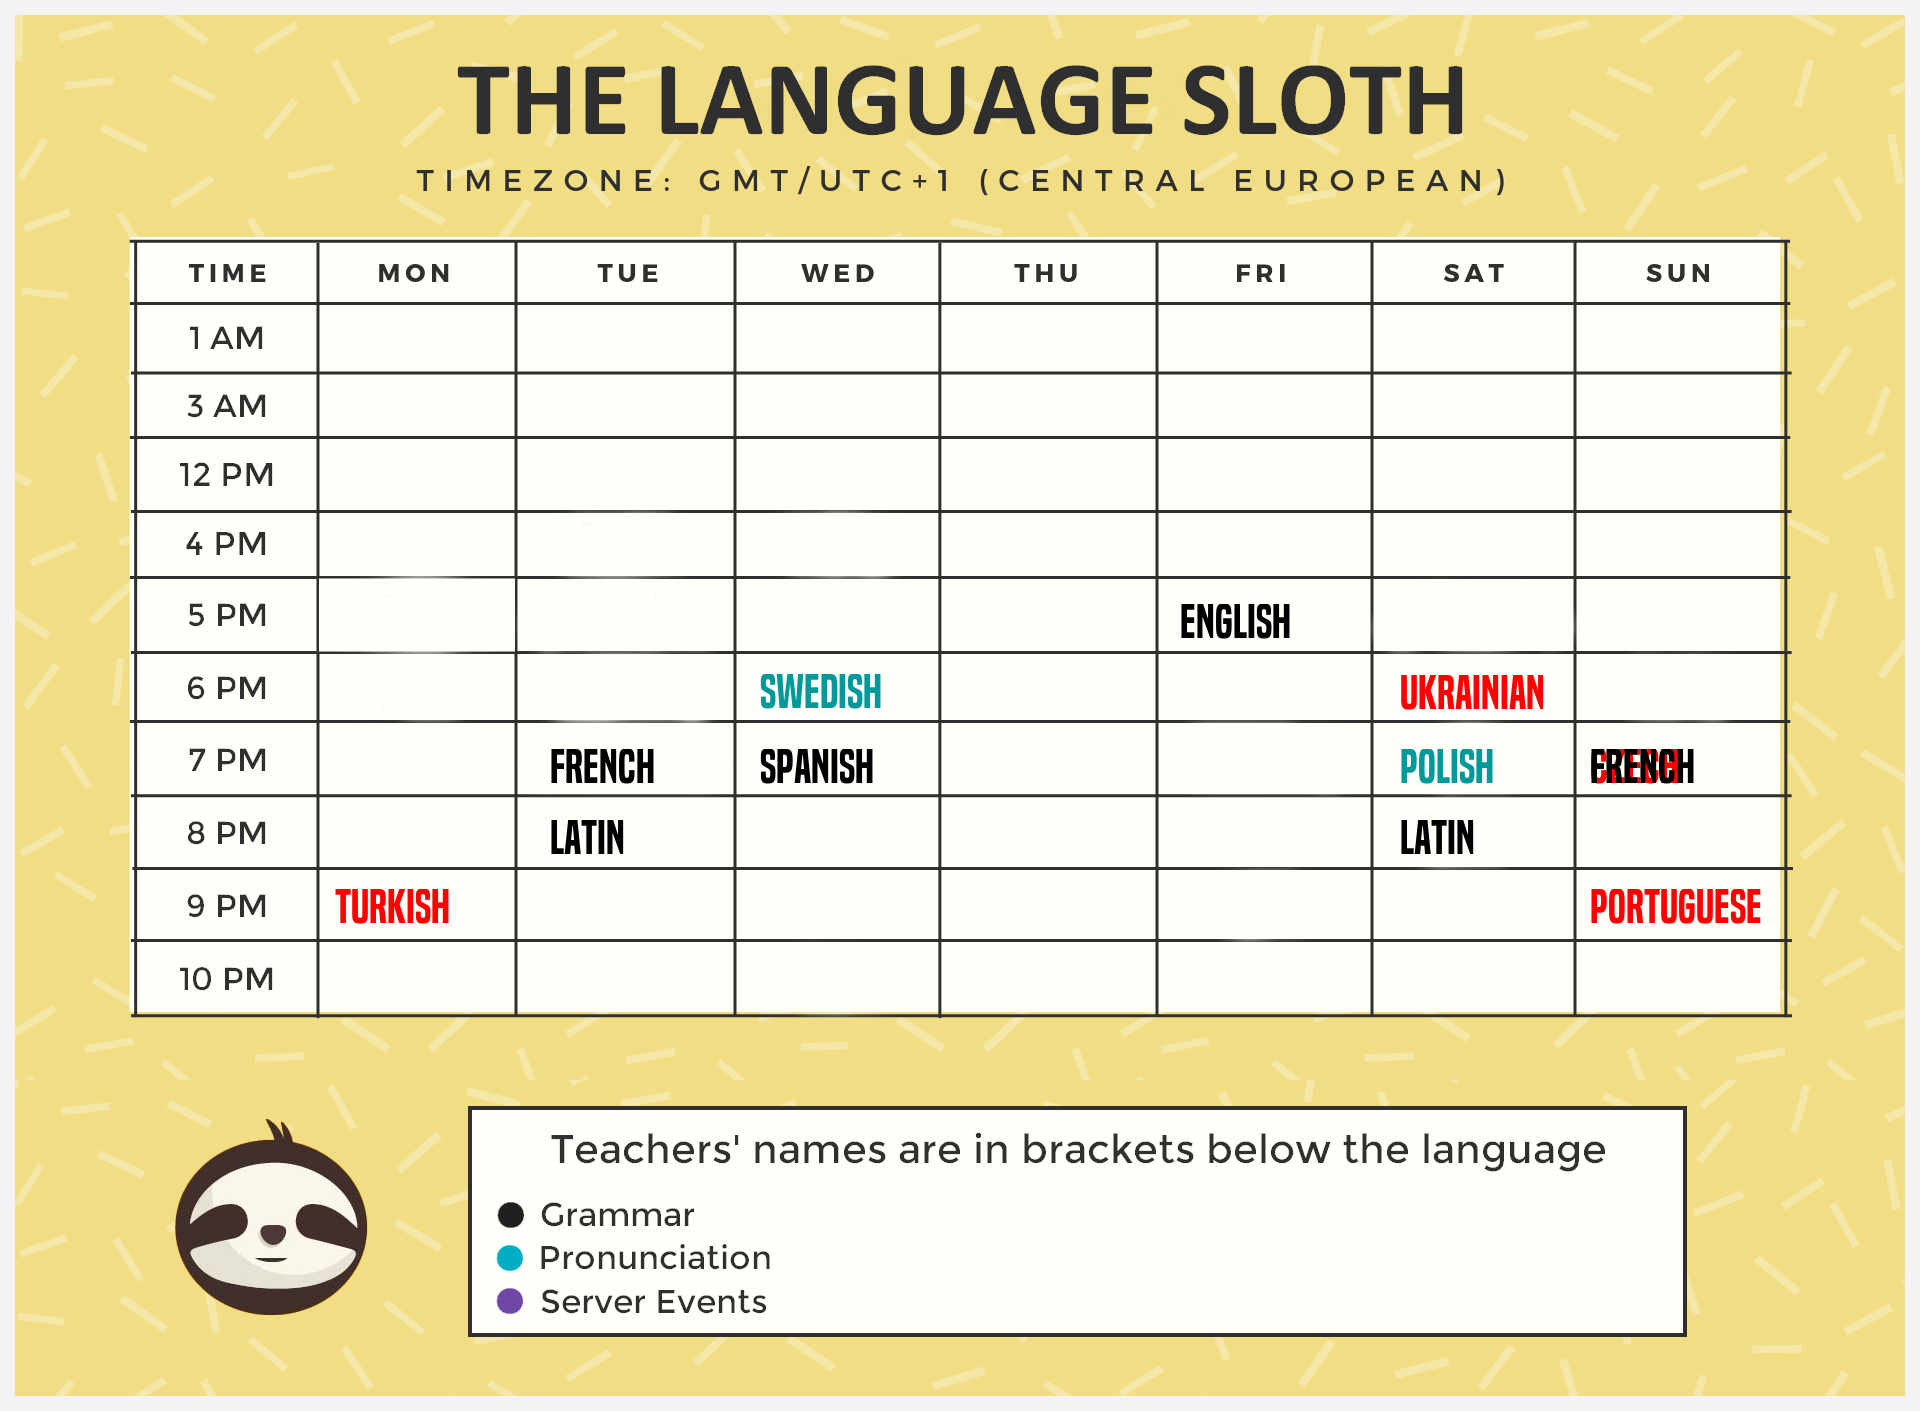 THE LANGUAGE SLOTH
TIMEZONE: GMT/UTC+1 (CENTRAL EUROPEAN)
TIME MON TUE WED THU FRI SAT SUN
1 AM
3 AM
12 PM
4 PM
5 PM ENGLISH
6 PM SWEDISH UKRAINIAN
7 PM FRENCH SPANISH POLISH FRENCH
8 PM LATIN LATIN
9 PM TURKISH PORTUGUESE
10 PM
Teachers' names are in brackets below the language
Grammar
Pronunciation
Server Events